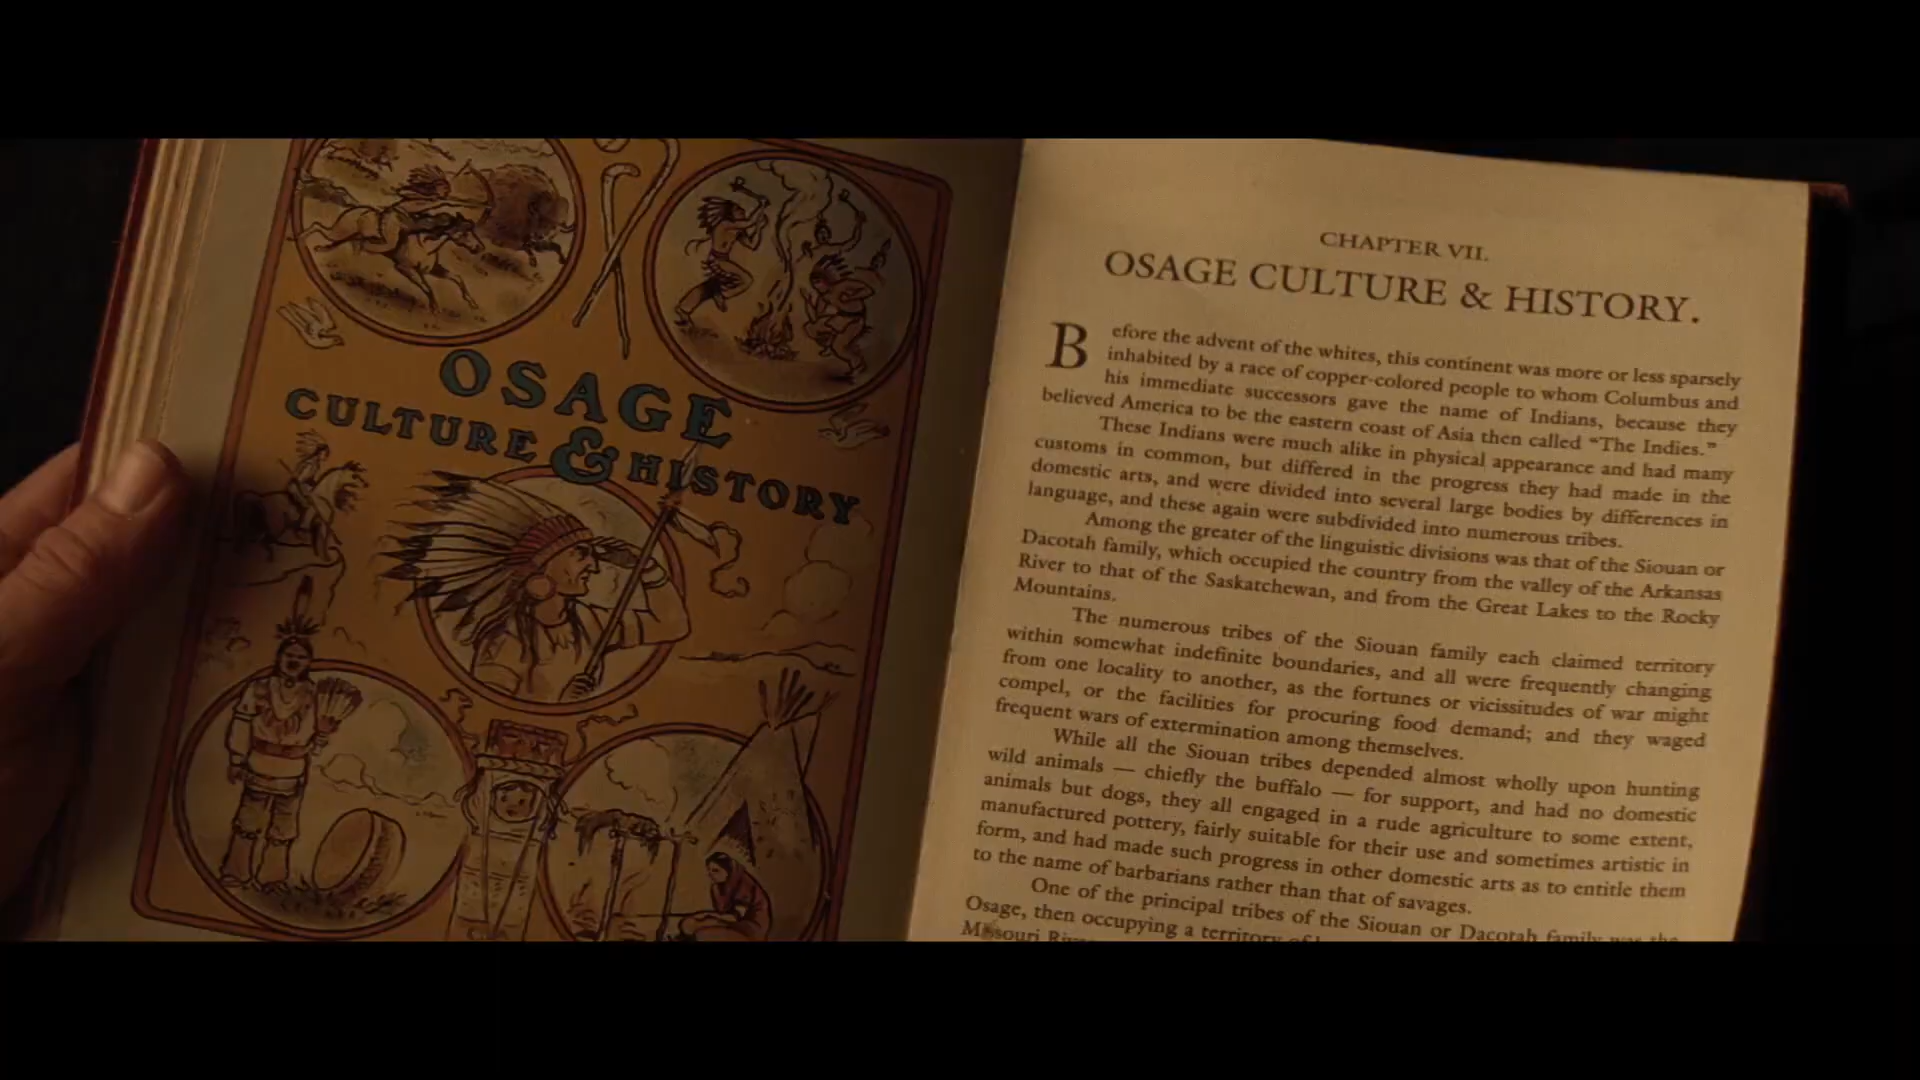 OSAGE
CULTURE & HISTORY
CHAPTER VII.
OSAGE CULTURE & HISTORY.
Before the advent of the whites, this continent was more or less sparsely
inhabited by a race of copper-colored people to whom Columbus and
his immediate successors gave the name of Indians, because they
believed America to be the eastern coast of Asia then called “The Indies.”
These Indians were much alike in physical appearance and had many
customs in common, but differed in the progress they had made in the
domestic arts, and were divided into several large bodies by differences in
language, and these again were subdivided into numerous tribes.
Among the greater of the linguistic divisions was that of the Siouan or
Dacotah family, which occupied the country from the valley of the Arkansas
River to that of the Saskatchewan, and from the Great Lakes to the Rocky
Mountains.
The numerous tribes of the Siouan family each claimed territory
within somewhat indefinite boundaries, and all were frequently changing
from one locality to another, as the fortunes or vicissitudes of war might
compel, or the facilities for procuring food demand; and they waged
frequent wars of extermination among themselves.
While all the Siouan tribes depended almost wholly upon hunting
wild animals — chiefly the buffalo — for support, and had no domestic
animals but dogs, they all engaged in a rude agriculture to some extent,
manufactured pottery, fairly suitable for their use and sometimes artistic in
form, and had made such progress in other domestic arts as to entitle them
to the name of barbarians rather than that of savages.
One of the principal tribes of the Siouan or Dacotah family was the
Osage, then occupying a territory of
Missouri